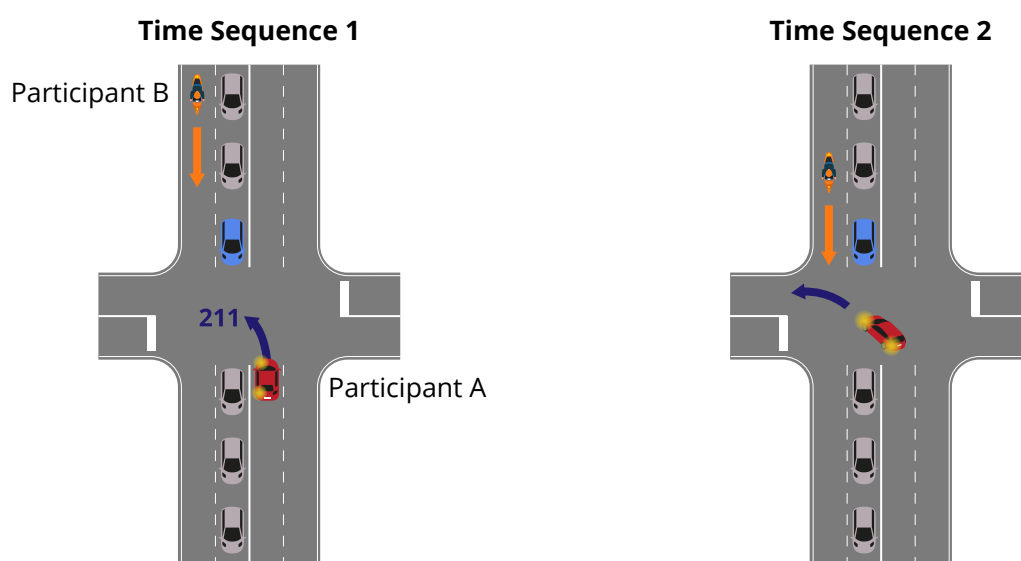 Time Sequence 1
Time Sequence 2
Participant B
211
Participant A